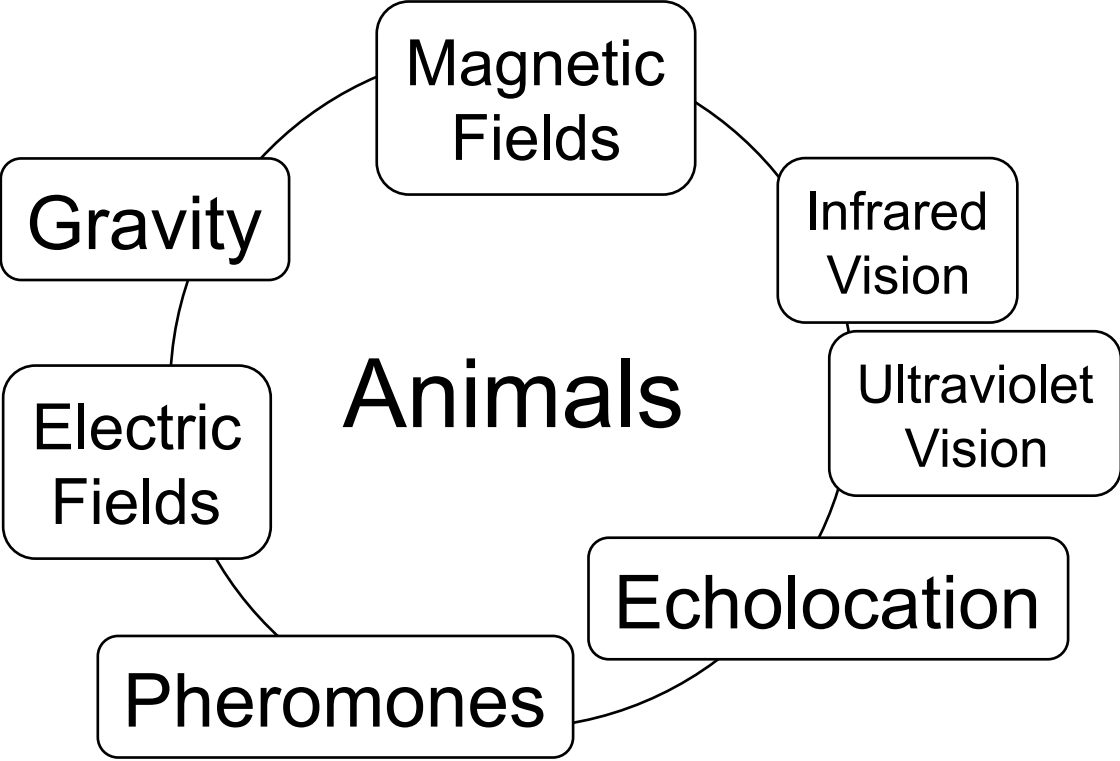 Magnetic
Fields
Gravity
Infrared
Vision
Animals
Ultraviolet
Vision
Electric
Fields
Echolocation
Pheromones